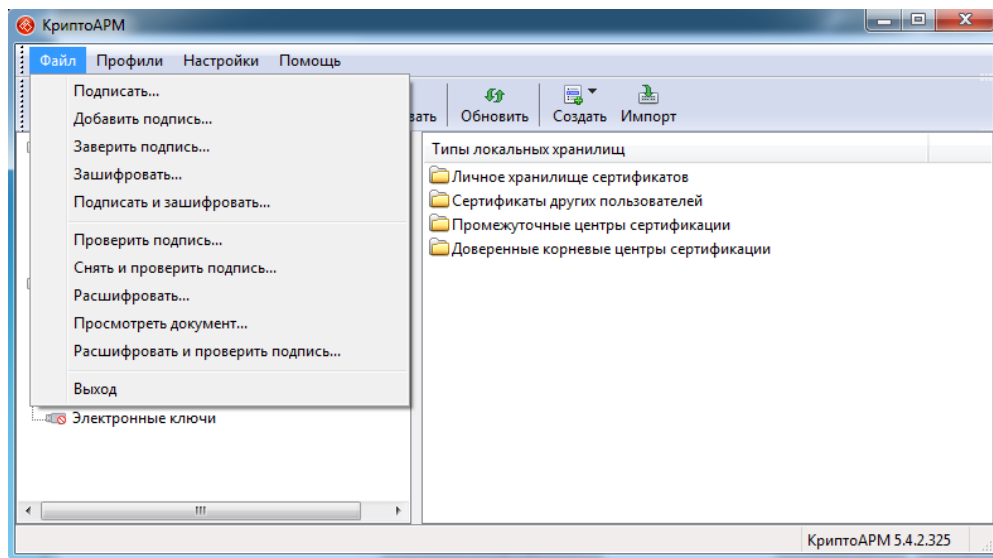 КриптоАРМ
Файл Профили Настройки Помощь
Подписать...
Добавить подпись...
Заверить подпись...
Зашифровать...
Подписать и зашифровать...
Проверить подпись...
Снять и проверить подпись...
Расшифровать...
Просмотреть документ...
Расшифровать и проверить подпись...
Выход
Электронные ключи
вать Обновить Создать Импорт
Типы локальных хранилищ
Личное хранилище сертификатов
Сертификаты других пользователей
Промежуточные центры сертификации
Доверенные корневые центры сертификации
КриптоАРМ 5.4.2.325